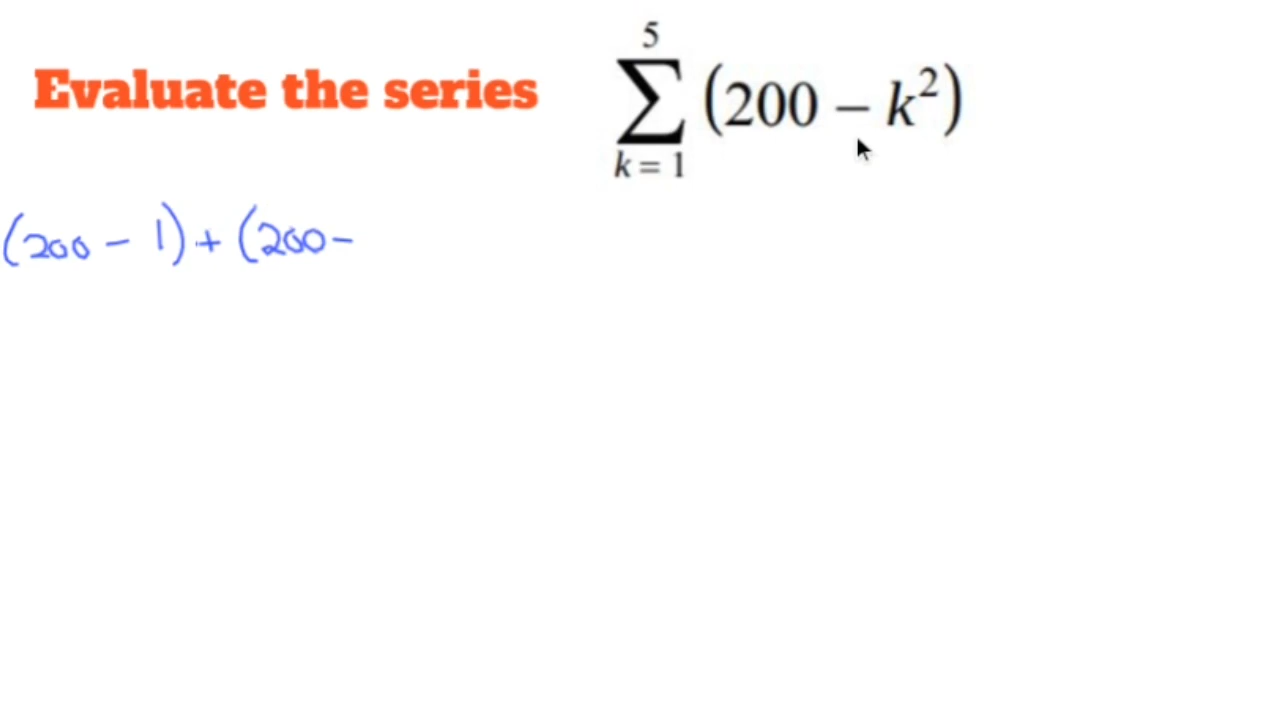 Evaluate the series
5
∑ (200 − k²)
k = 1
(200 − 1) + (200 −